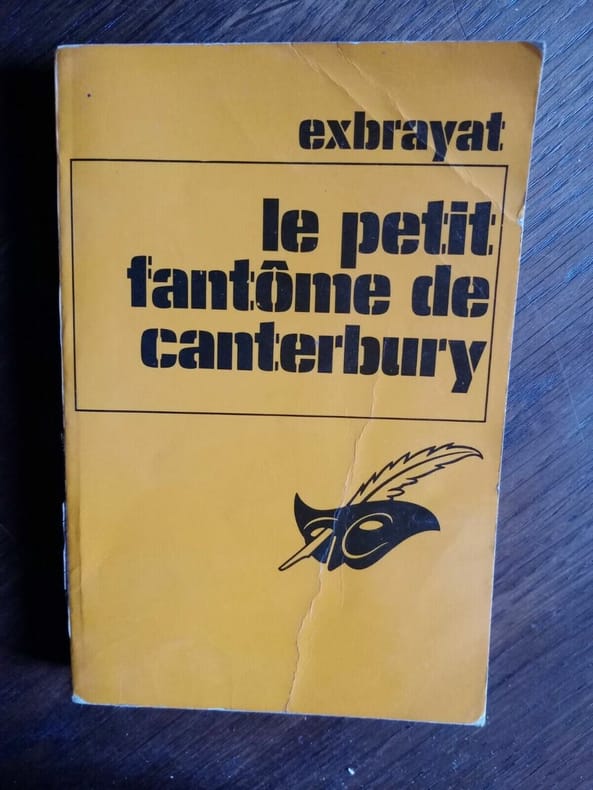 exbrayat
le petit
fantôme de
canterbury